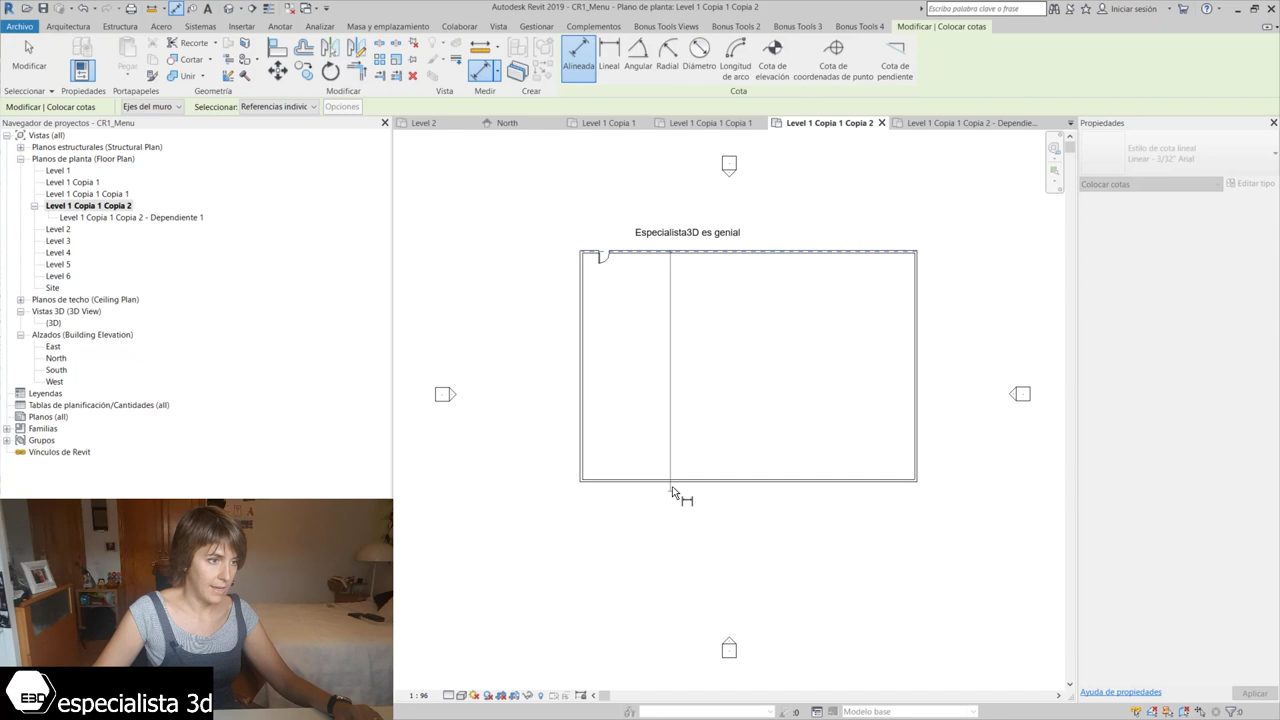 Autodesk Revit 2019 - CR1_Menu - Plano de planta: Level 1 Copia 1 Copia 2
Escriba palabra clave o frase
Iniciar sesión
Archivo Arquitectura Estructura Acero Sistemas Insertar Anotar Analizar Masa y emplazamiento Colaborar Vista Gestionar Complementos Bonus Tools Views Bonus Tools 2 Bonus Tools 3 Bonus Tools 4 Modificar | Colocar cotas
Recorte
Cortar
Unir
Modificar Pegar Alineada Lineal Angular Radial Diámetro Longitud de arco Cota de elevación Cota de coordenadas de punto Cota de pendiente
Seleccionar Propiedades Portapapeles Geometría Modificar Vista Medir Crear Cota
Modificar | Colocar cotas Ejes del muro Seleccionar: Referencias individ Opciones
Navegador de proyectos - CR1_Menu
Level 2 North Level 1 Copia 1 Level 1 Copia 1 Copia 1 Level 1 Copia 1 Copia 2 Level 1 Copia 1 Copia 2 - Dependie...
Propiedades
Vistas (all)
Planos estructurales (Structural Plan)
Planos de planta (Floor Plan)
Level 1
Level 1 Copia 1
Level 1 Copia 1 Copia 1
Level 1 Copia 1 Copia 2
Level 1 Copia 1 Copia 2 - Dependiente 1
Level 2
Level 3
Level 4
Level 5
Level 6
Site
Planos de techo (Ceiling Plan)
Vistas 3D (3D View)
{3D}
Alzados (Building Elevation)
East
North
South
West
Leyendas
Tablas de planificación/Cantidades (all)
Planos (all)
Familias
Grupos
Vínculos de Revit
Especialista3D es genial
Estilo de cota lineal
Linear - 3/32" Arial
Colocar cotas
Editar tipo
Ayuda de propiedades
Aplicar
1 : 96
:0
Modelo base
:0
E3D
especialista 3d